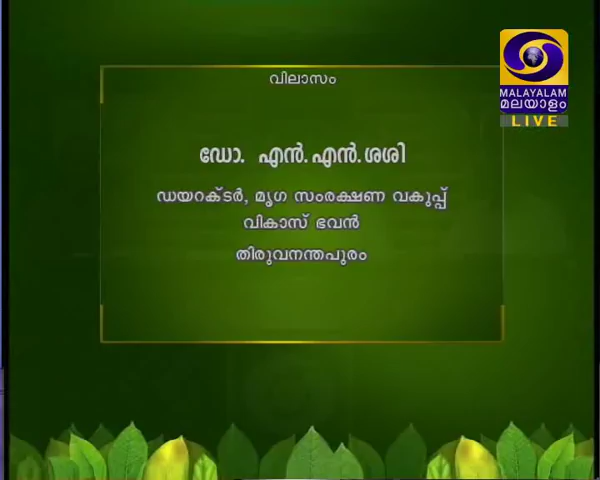 വിലാസം
ഡോ. എൻ.എൻ.ശശി
ഡയറക്ടർ, മൃഗ സംരക്ഷണ വകുപ്പ്
വികാസ് ഭവൻ
തിരുവനന്തപുരം
MALAYALAM
മലയാളം
LIVE